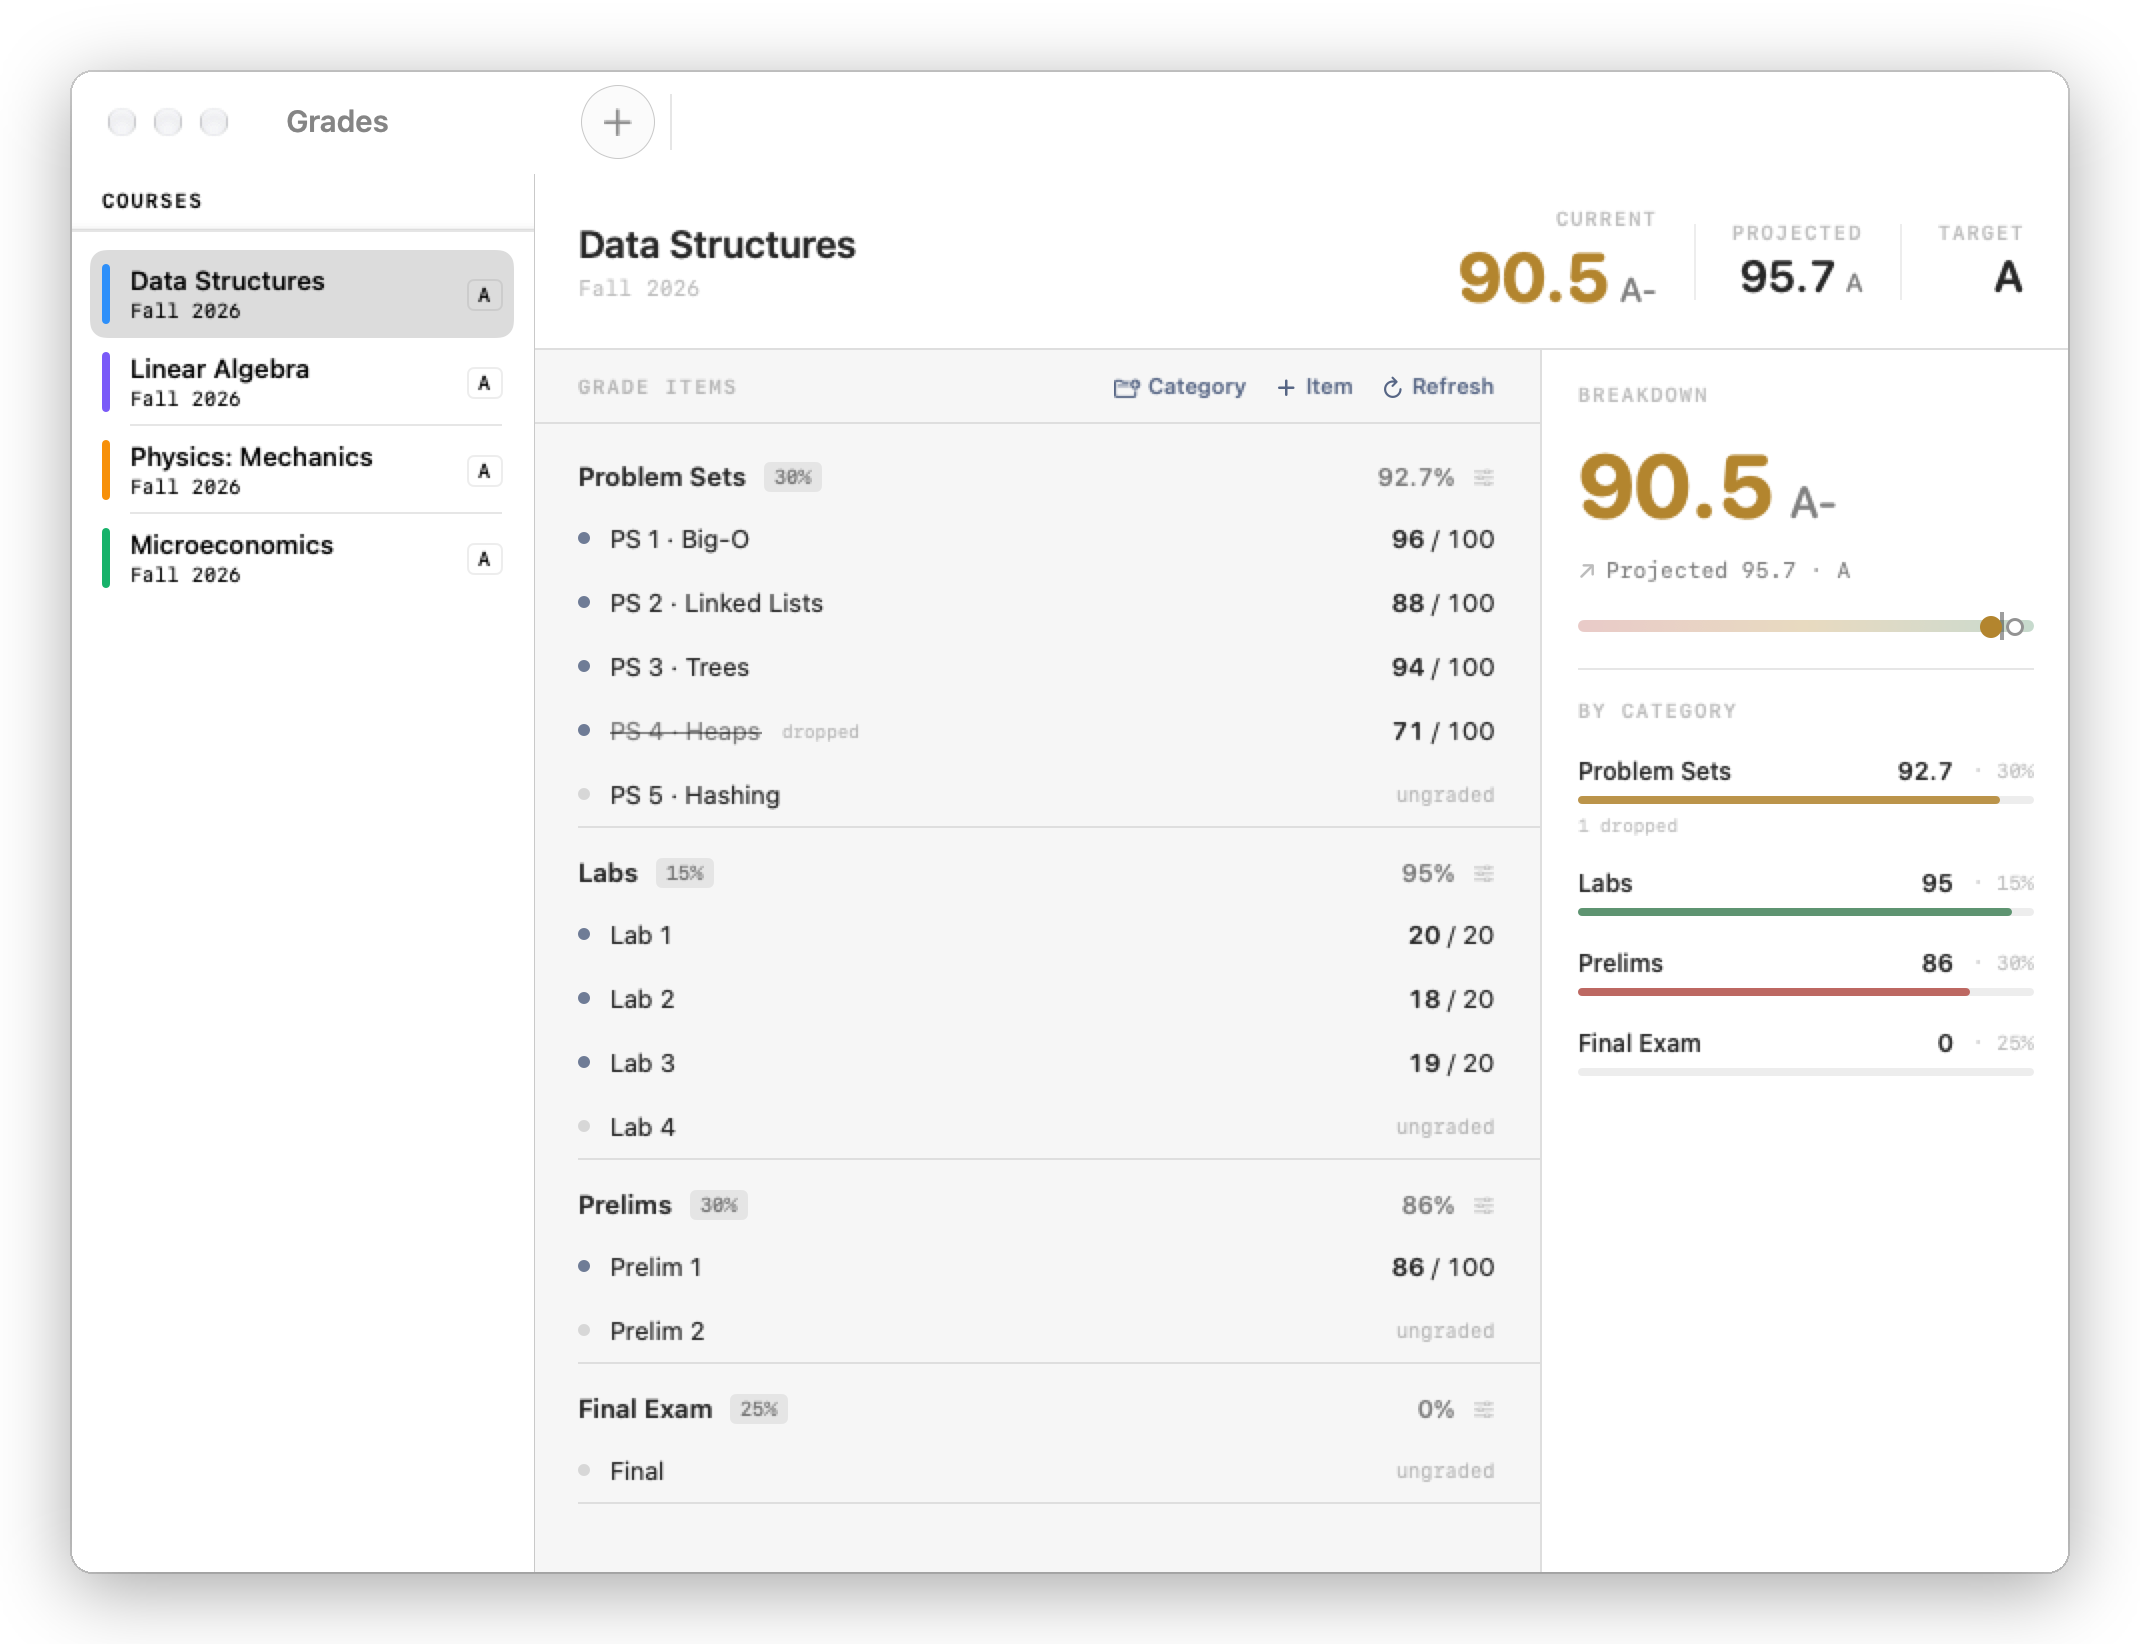 Grades
COURSES
Data Structures
Fall 2026
A
Linear Algebra
Fall 2026
A
Physics: Mechanics
Fall 2026
A
Microeconomics
Fall 2026
A
Data Structures
Fall 2026
CURRENT
90.5 A-
PROJECTED
95.7 A
TARGET
A
GRADE ITEMS
Category
+ Item
Refresh
Problem Sets 30% 92.7%
PS 1 · Big-O 96 / 100
PS 2 · Linked Lists 88 / 100
PS 3 · Trees 94 / 100
PS 4 · Heaps dropped 71 / 100
PS 5 · Hashing ungraded
Labs 15% 95%
Lab 1 20 / 20
Lab 2 18 / 20
Lab 3 19 / 20
Lab 4 ungraded
Prelims 30% 86%
Prelim 1 86 / 100
Prelim 2 ungraded
Final Exam 25% 0%
Final ungraded
BREAKDOWN
90.5 A-
Projected 95.7 · A
BY CATEGORY
Problem Sets 92.7 · 30%
1 dropped
Labs 95 · 15%
Prelims 86 · 30%
Final Exam 0 · 25%